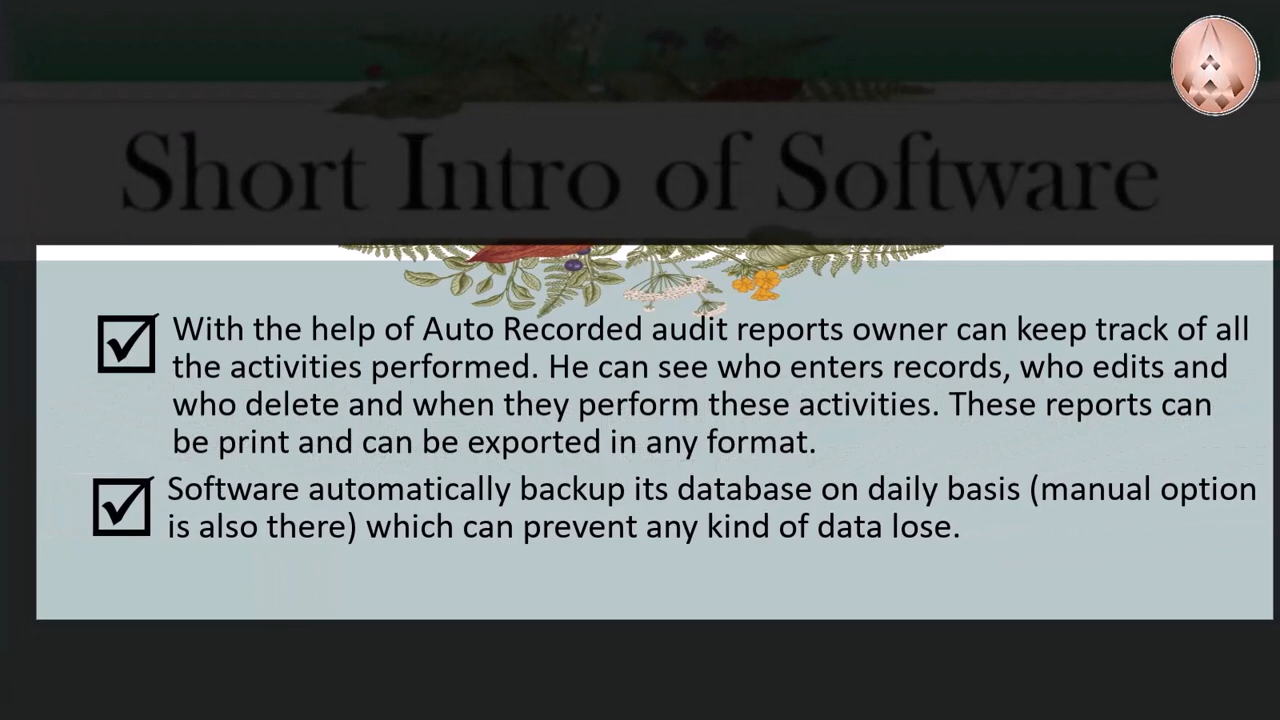 Short Intro of Software
With the help of Auto Recorded audit reports owner can keep track of all
the activities performed. He can see who enters records, who edits and
who delete and when they perform these activities. These reports can
be print and can be exported in any format.
Software automatically backup its database on daily basis (manual option
is also there) which can prevent any kind of data lose.